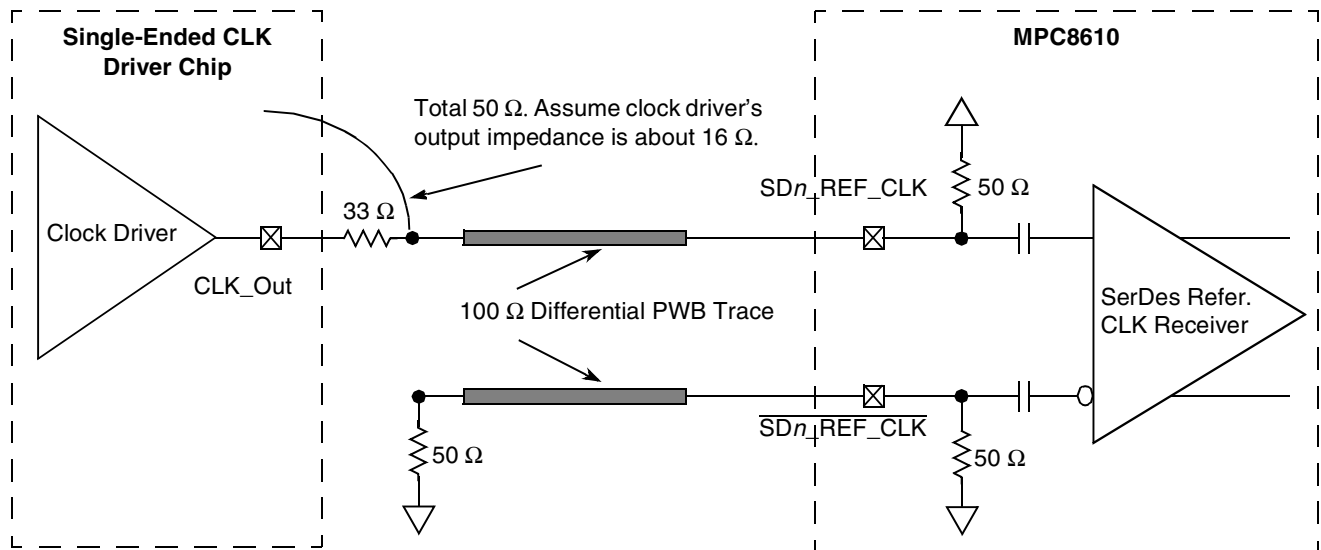 Single-Ended CLK
Driver Chip
MPC8610
Total 50 Ω. Assume clock driver's
output impedance is about 16 Ω.
SDn_REF_CLK
50 Ω
33 Ω
Clock Driver
CLK_Out
100 Ω Differential PWB Trace
SerDes Refer.
CLK Receiver
SDn_REF_CLK
50 Ω
50 Ω